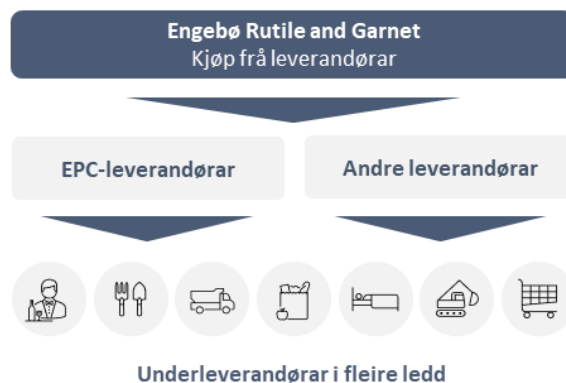 Engebø Rutile and Garnet
Kjøp frå leverandørar
EPC-leverandørar
Andre leverandørar
Underleverandørar i fleire ledd